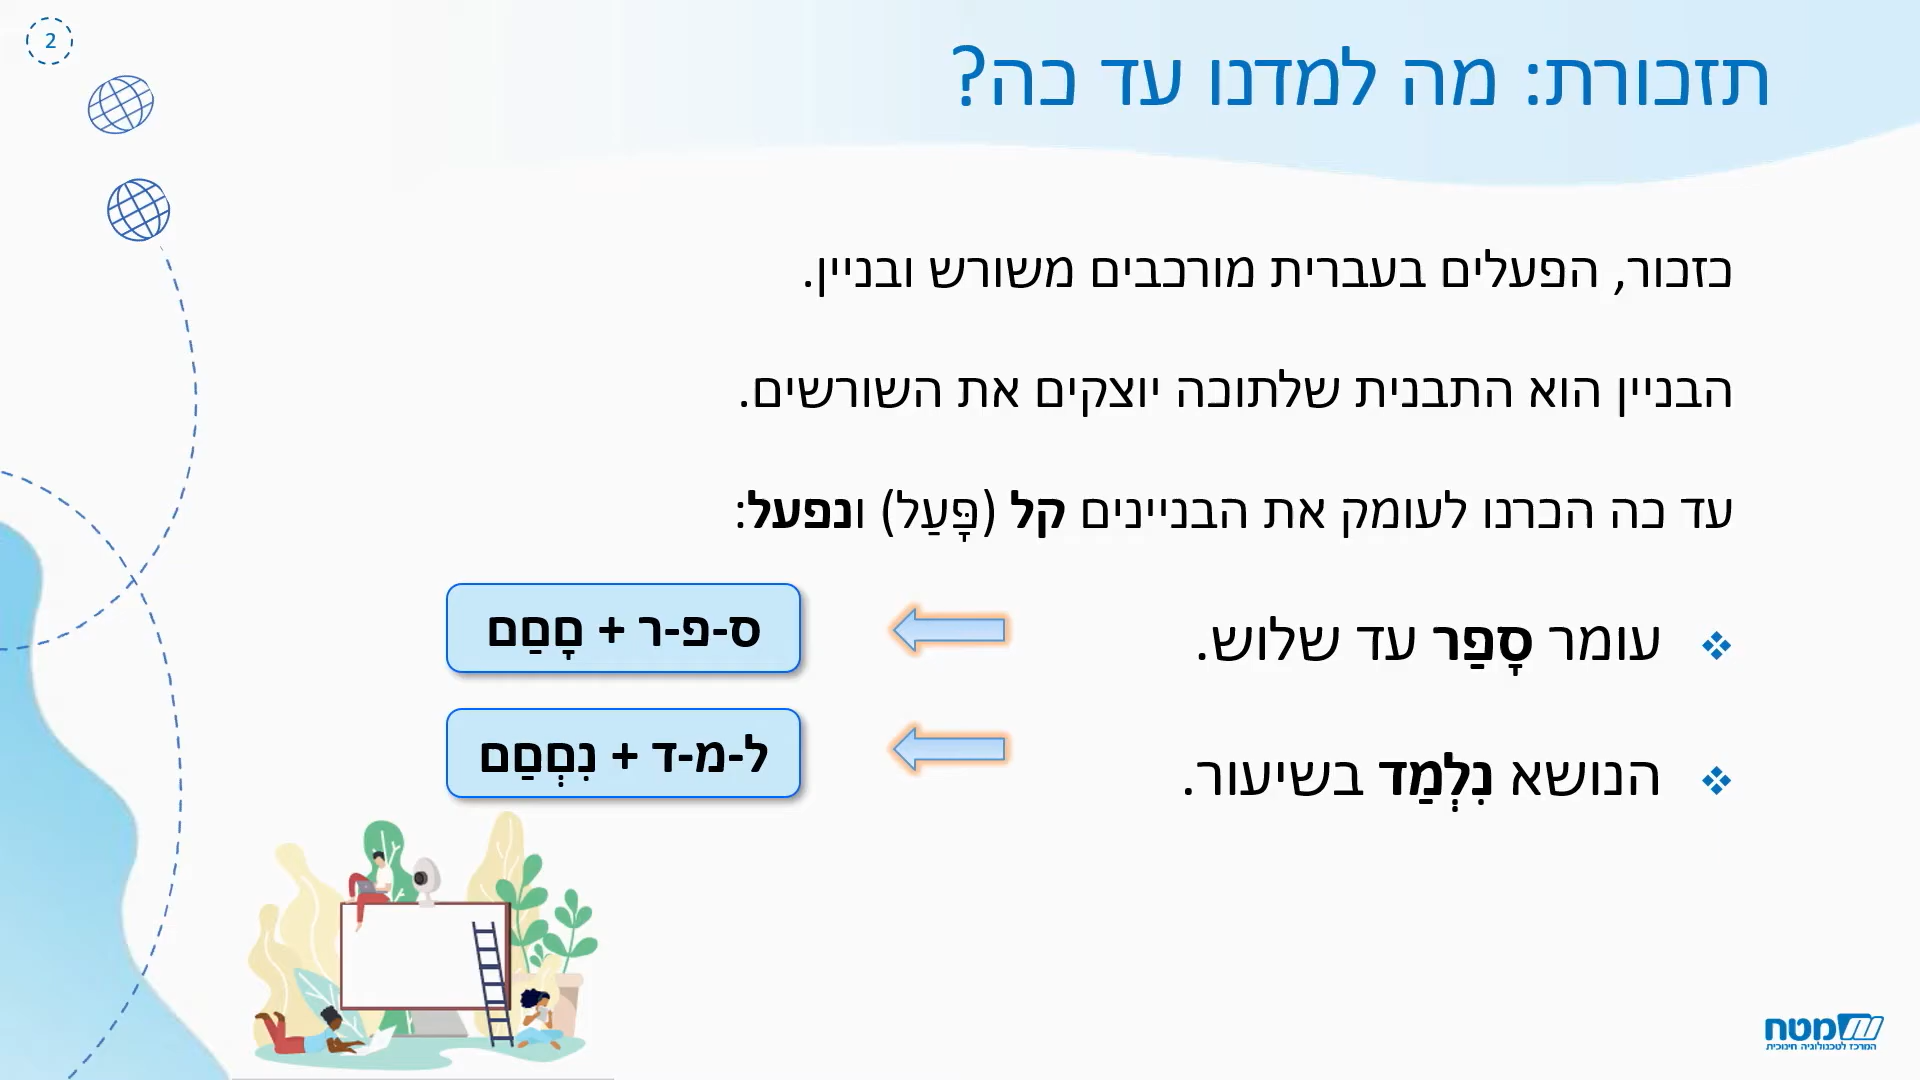 2
תזכורת: מה למדנו עד כה?
כזכור, הפעלים בעברית מורכבים משורש ובניין.
הבניין הוא התבנית שלתוכה יוצקים את השורשים.
עד כה הכרנו לעומק את הבניינים קל (פָּעַל) ונפעל:
עומר סָפַר עד שלוש.
ס-פ-ר + םָםַם
הנושא נִלְמַד בשיעור.
ל-מ-ד + נִםְםַם
מטח
המרכז לטכנולוגיה חינוכית